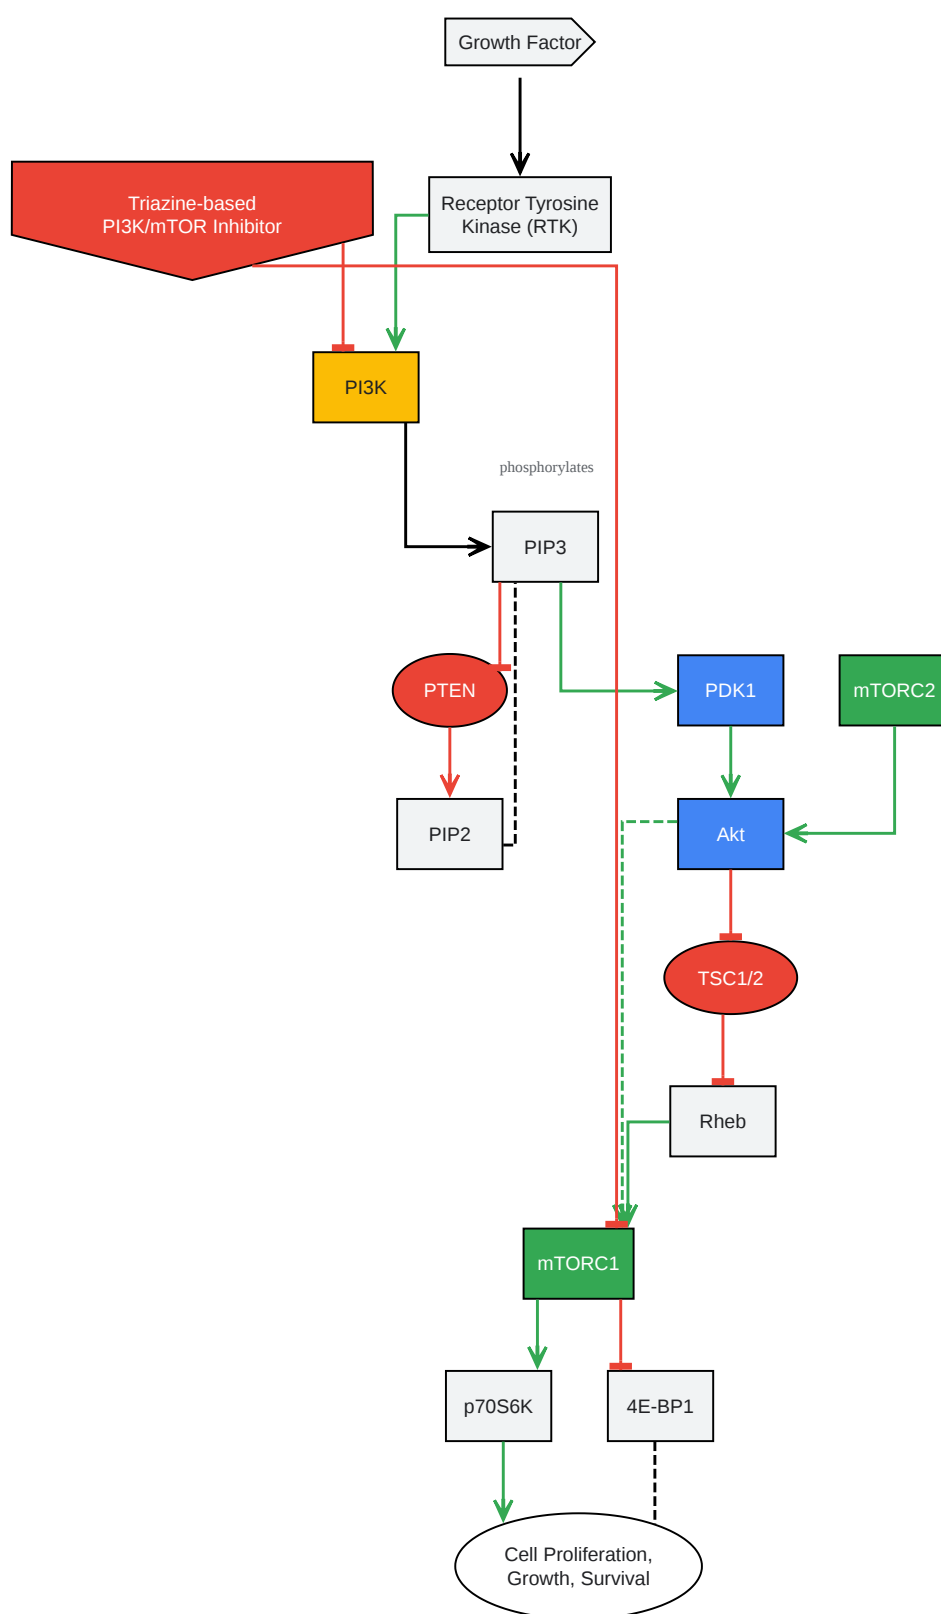 Growth Factor
Triazine-based
PI3K/mTOR Inhibitor
Receptor Tyrosine
Kinase (RTK)
PI3K
phosphorylates
PIP3
PTEN
PDK1
mTORC2
PIP2
Akt
TSC1/2
Rheb
mTORC1
p70S6K
4E-BP1
Cell Proliferation,
Growth, Survival